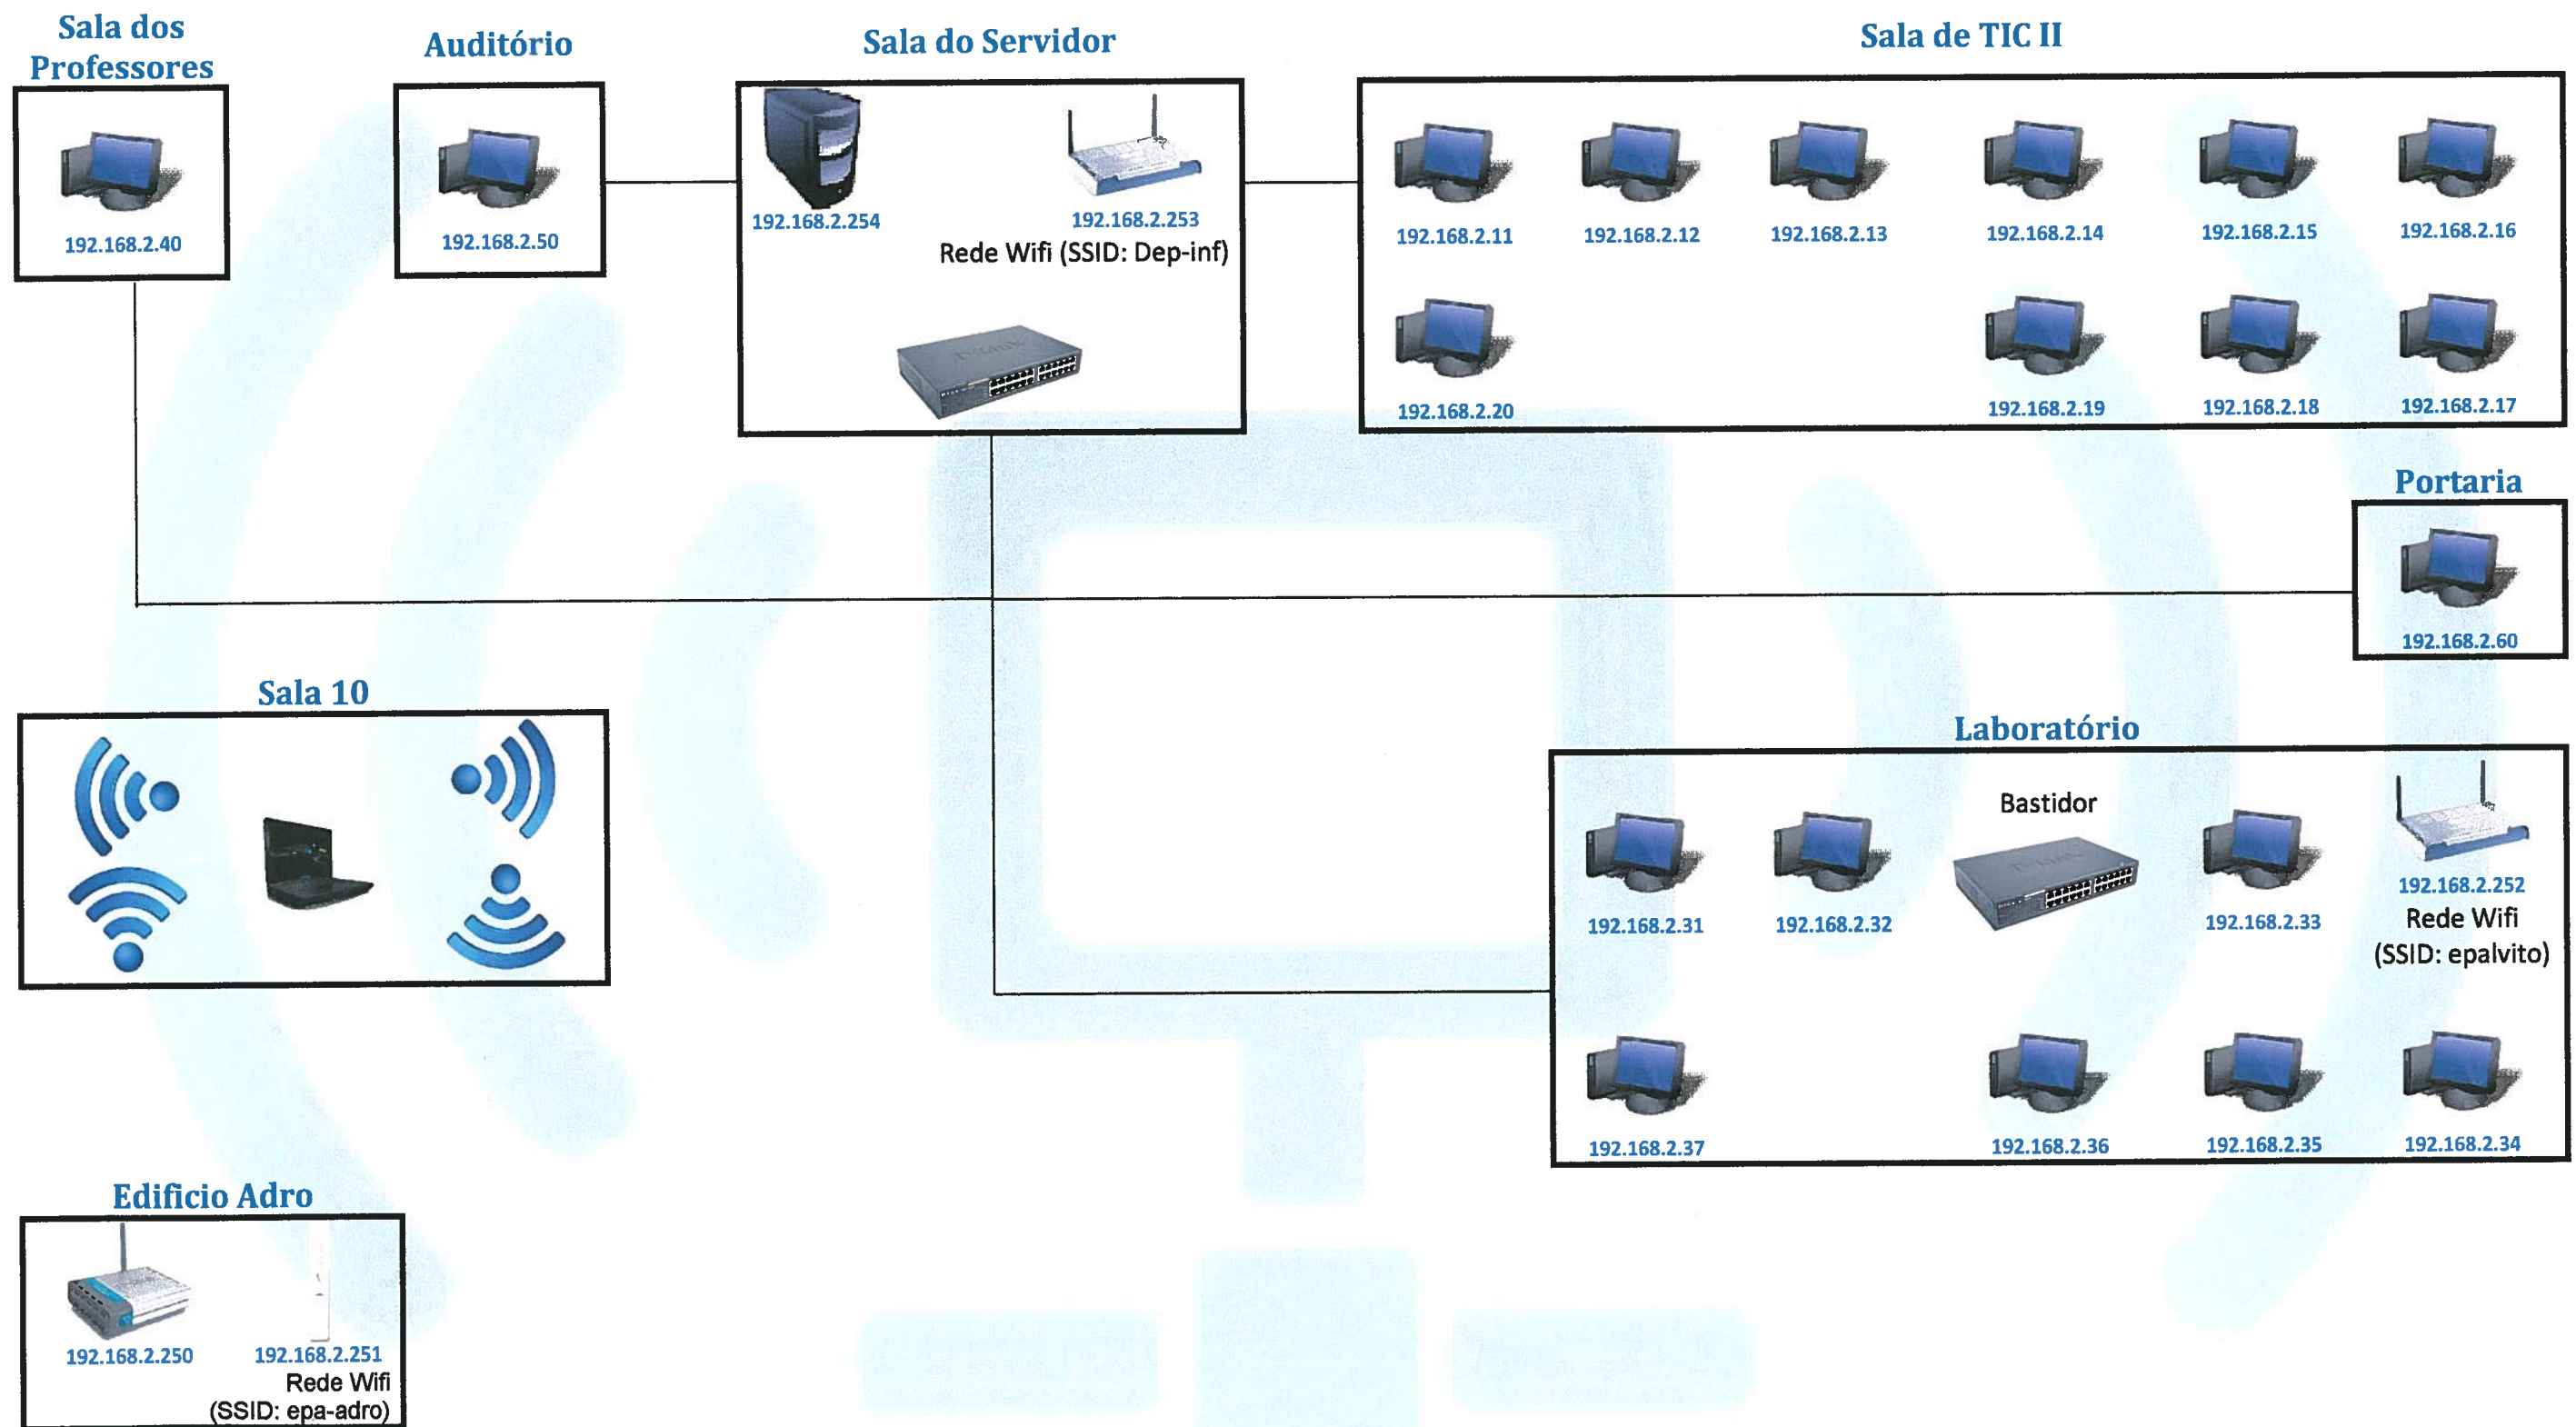 Sala dos
Professores
192.168.2.40
Auditório
192.168.2.50
Sala do Servidor
192.168.2.254
192.168.2.253
Rede Wifi (SSID: Dep-inf)
Sala de TIC II
192.168.2.11
192.168.2.12
192.168.2.13
192.168.2.14
192.168.2.15
192.168.2.16
192.168.2.20
192.168.2.19
192.168.2.18
192.168.2.17
Portaria
192.168.2.60
Sala 10
Laboratório
Bastidor
192.168.2.31
192.168.2.32
192.168.2.33
192.168.2.252
Rede Wifi
(SSID: epalvito)
192.168.2.37
192.168.2.36
192.168.2.35
192.168.2.34
Edificio Adro
192.168.2.250
192.168.2.251
Rede Wifi
(SSID: epa-adro)